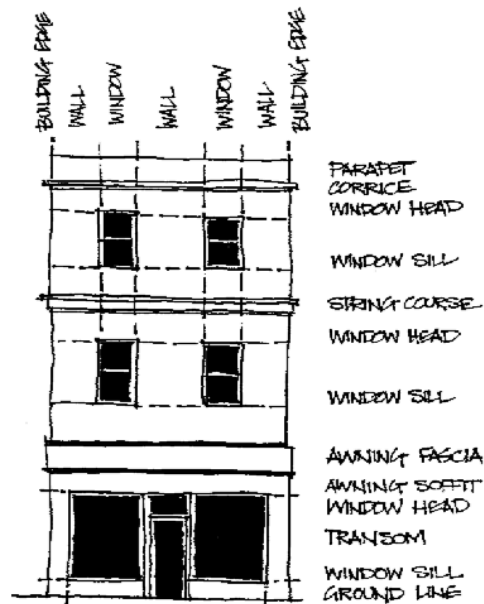 BUILDING EDGE
WALL
WINDOW
WALL
WINDOW
WALL
BUILDING EDGE
PARAPET
CORRICE
WINDOW HEAD
WINDOW SILL
STRING COURSE
WINDOW HEAD
WINDOW SILL
AWNING FASCIA
AWNING SOFFIT
WINDOW HEAD
TRANSOM
WINDOW SILL
GROUND LINE